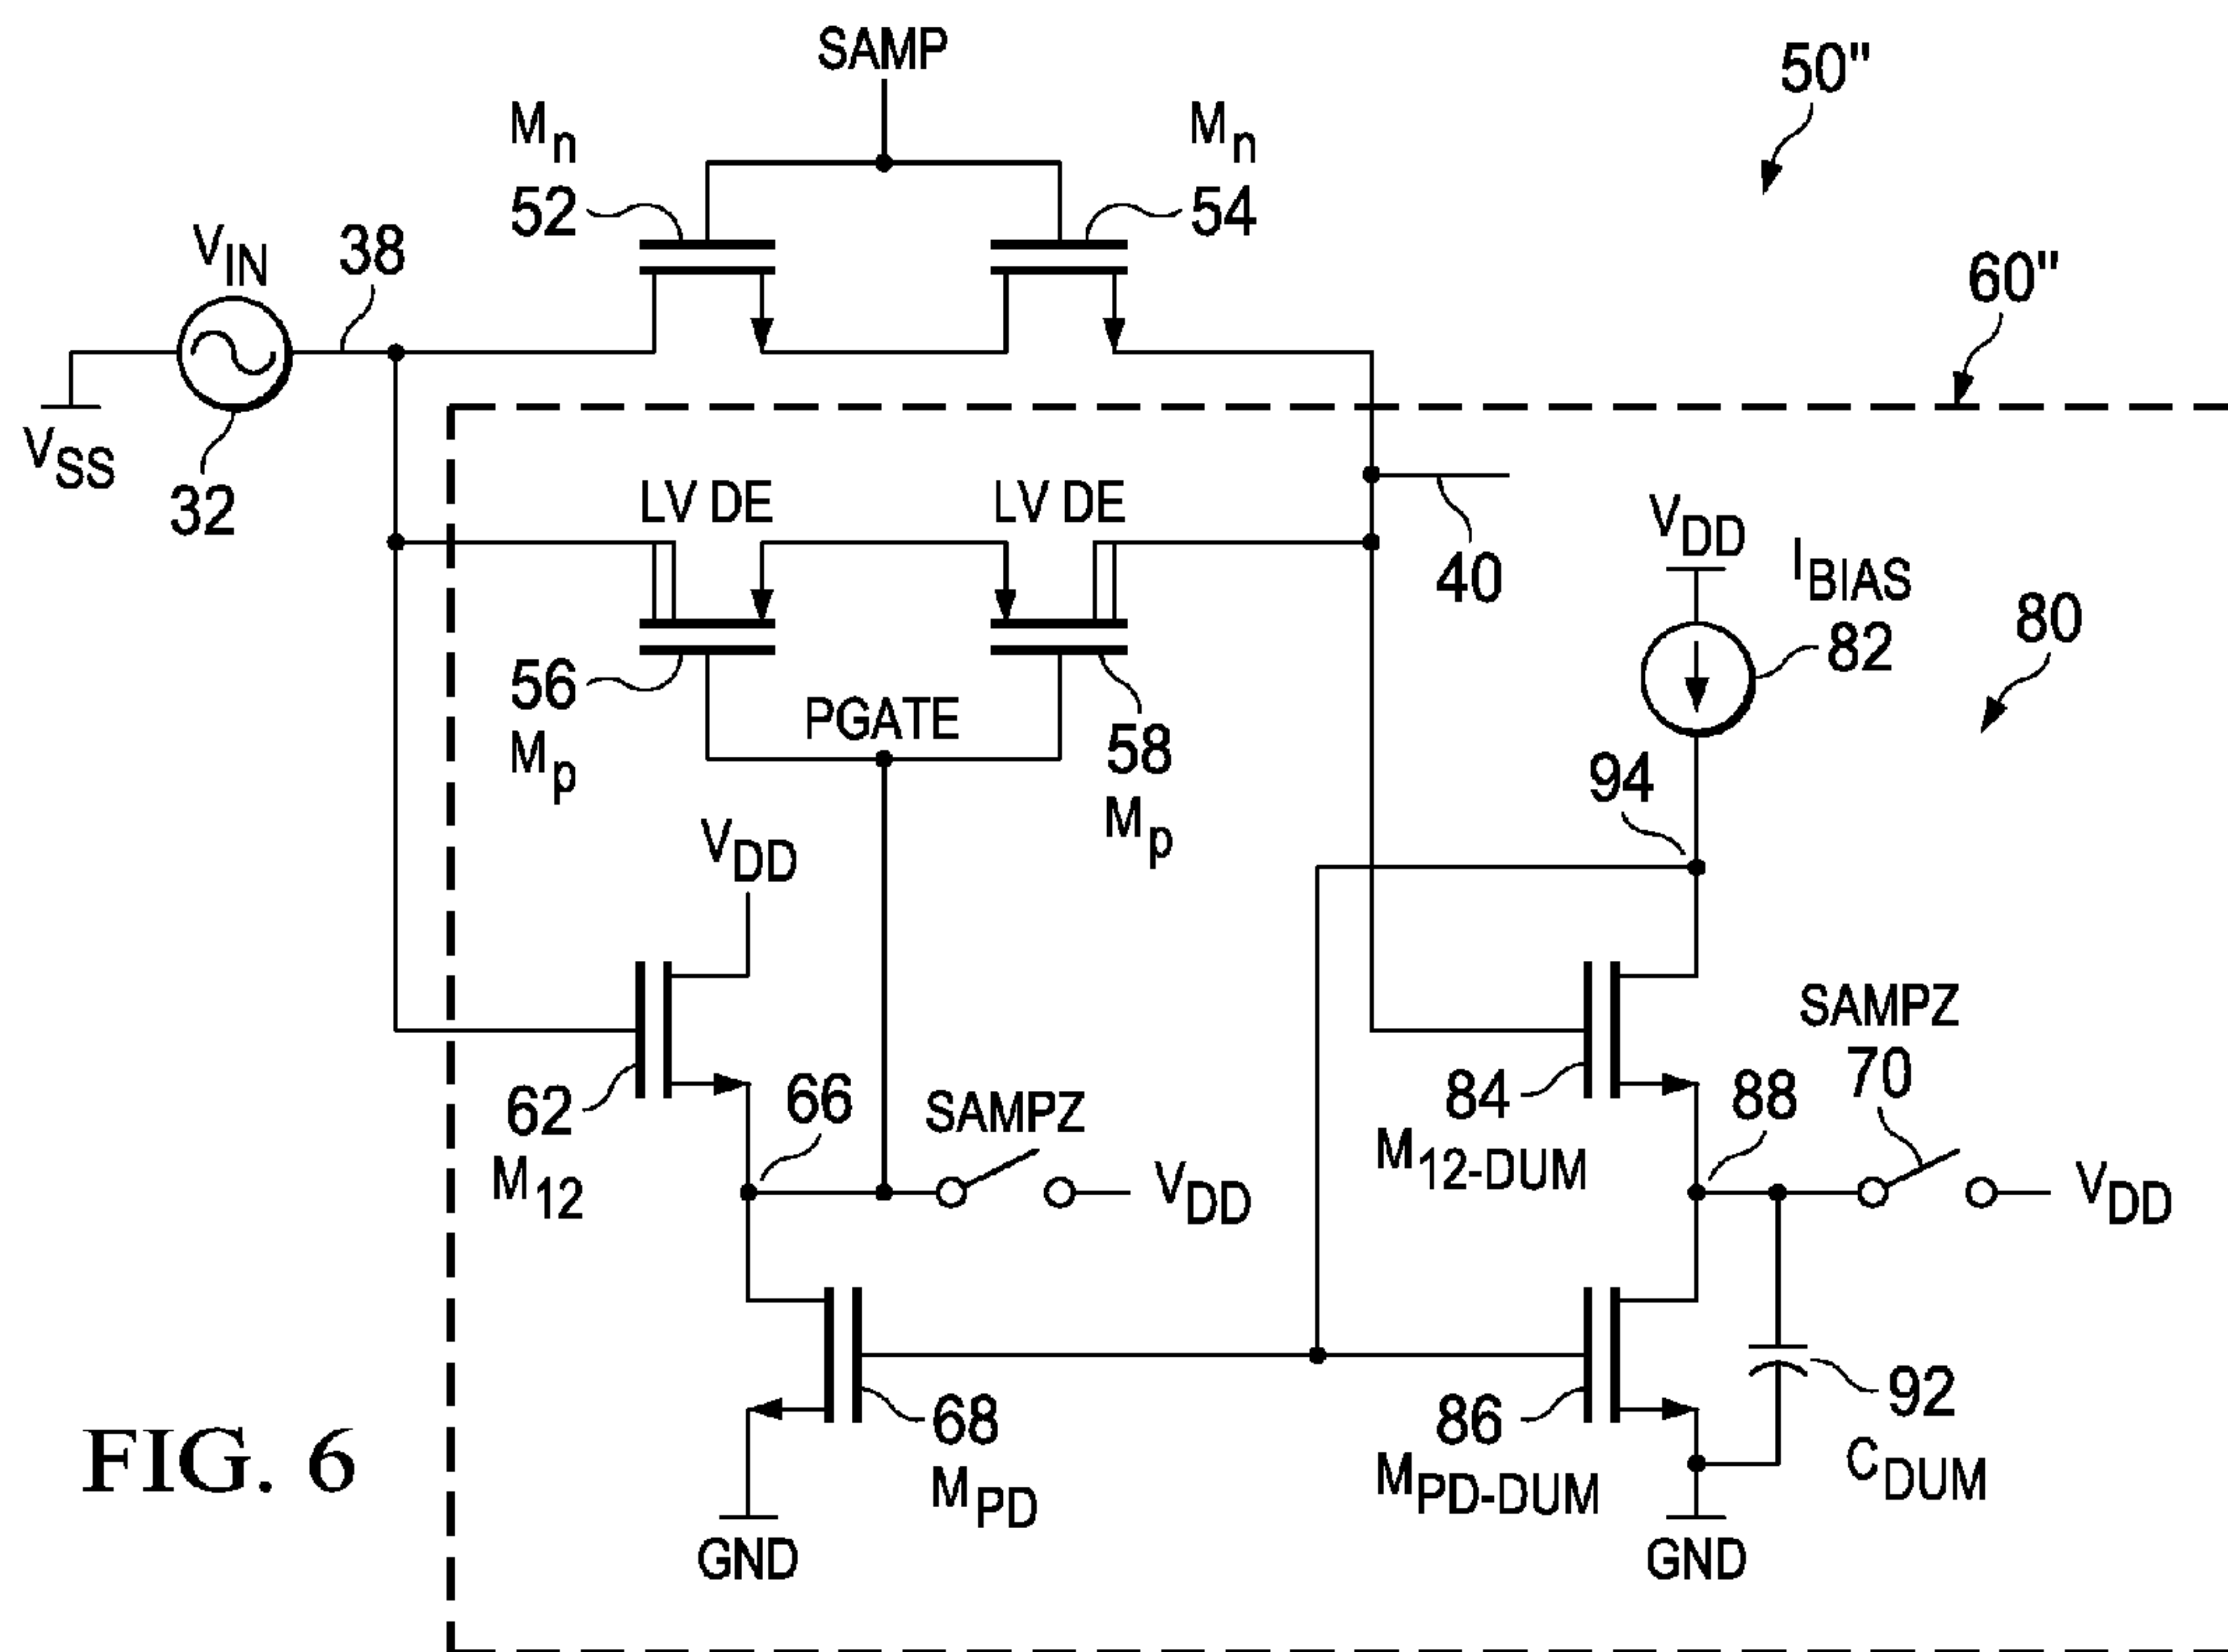 SAMP
50"
Mn
Mn
52
54
VIN
38
60"
VSS
32
LV DE
LV DE
40
VDD
IBIAS
82
80
56
Mp
PGATE
58
Mp
94
VDD
62
M12
66
SAMPZ
VDD
84
M12-DUM
88
SAMPZ
70
VDD
68
MPD
86
MPD-DUM
92
CDUM
GND
GND
FIG. 6